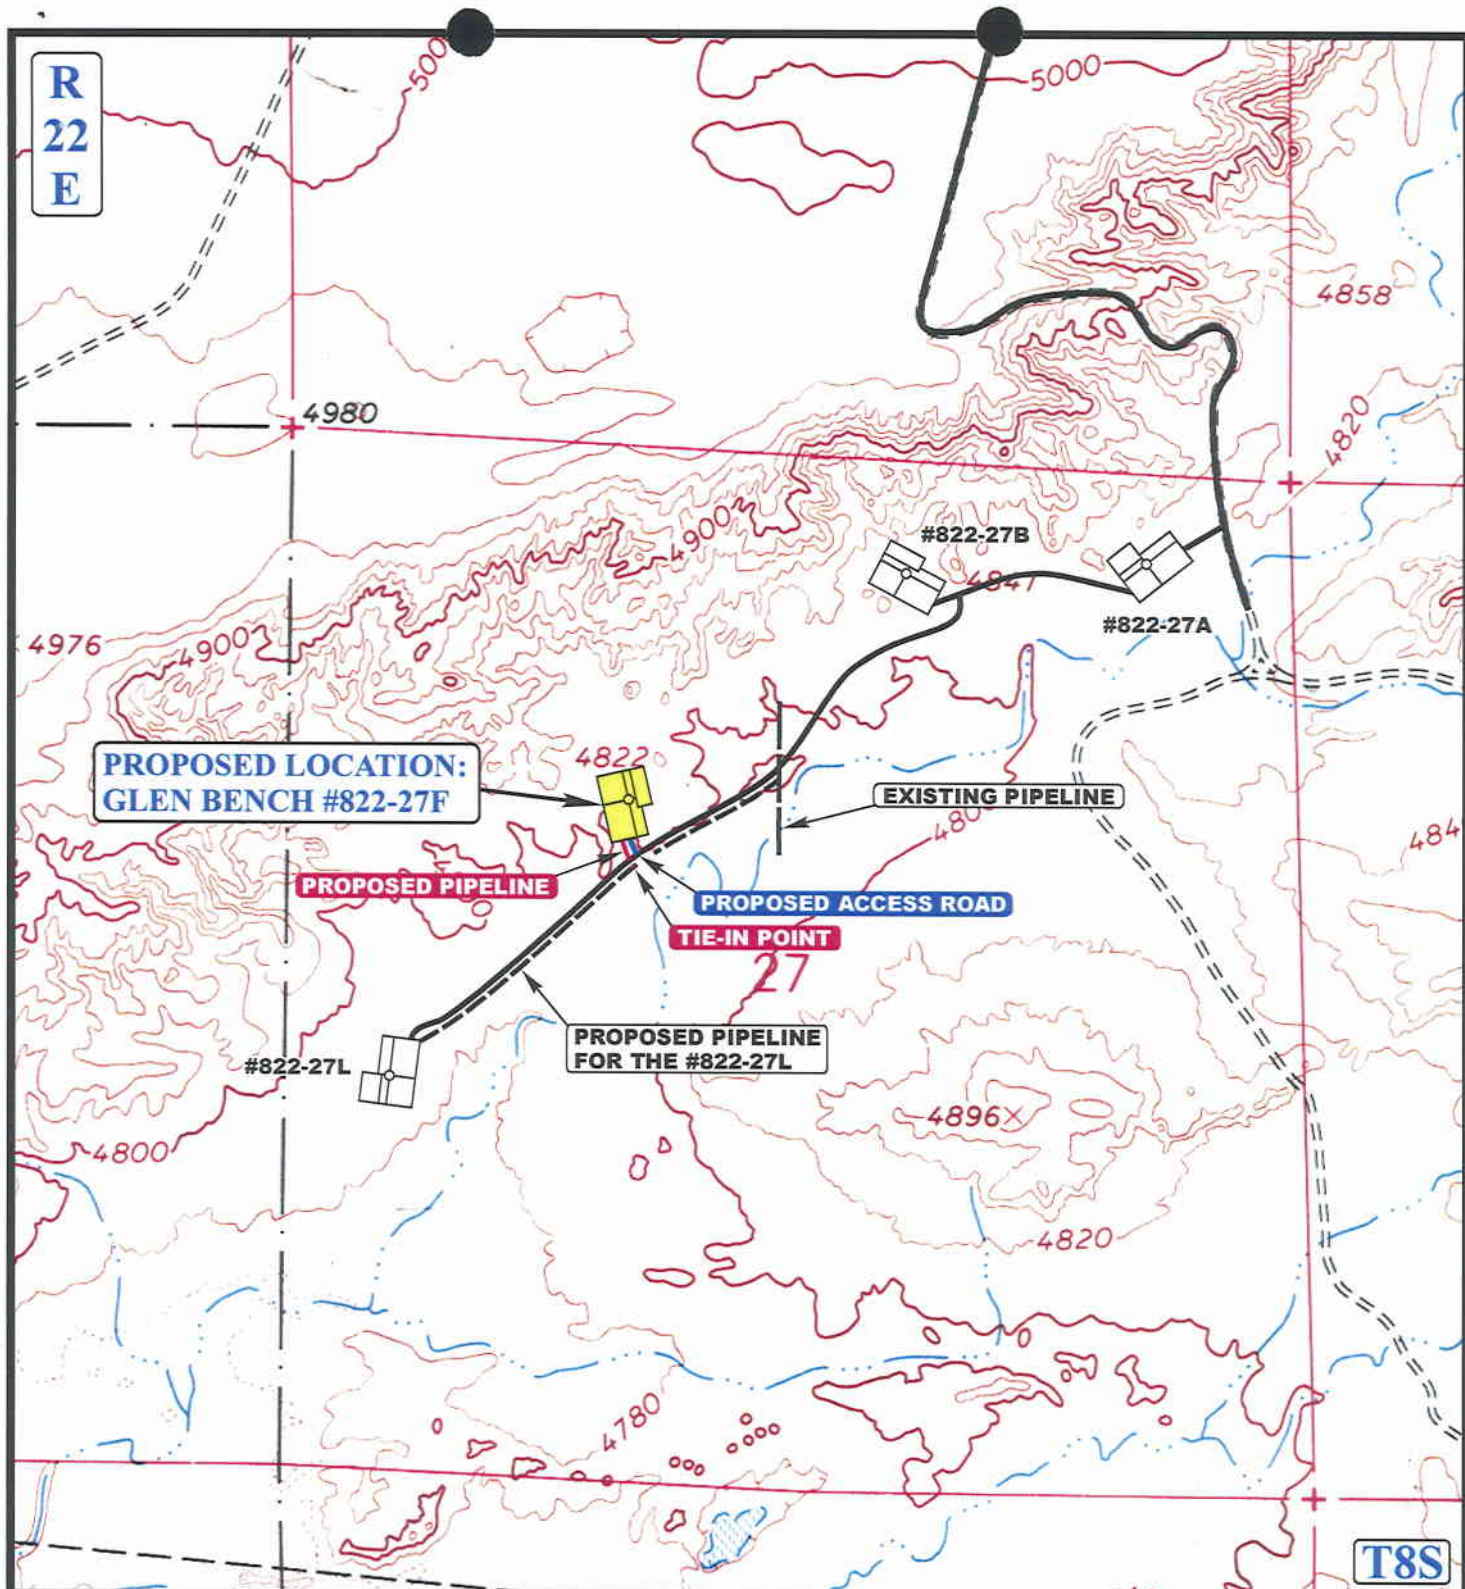 R
22
E
5000
5000
4858
4980
4820
4900
#822-27B
4847
4976
4900
#822-27A
4822
PROPOSED LOCATION:
GLEN BENCH #822-27F
EXISTING PIPELINE
480
484
PROPOSED PIPELINE
PROPOSED ACCESS ROAD
TIE-IN POINT
27
PROPOSED PIPELINE
FOR THE #822-27L
#822-27L
4896
4800
4820
4780
T8S